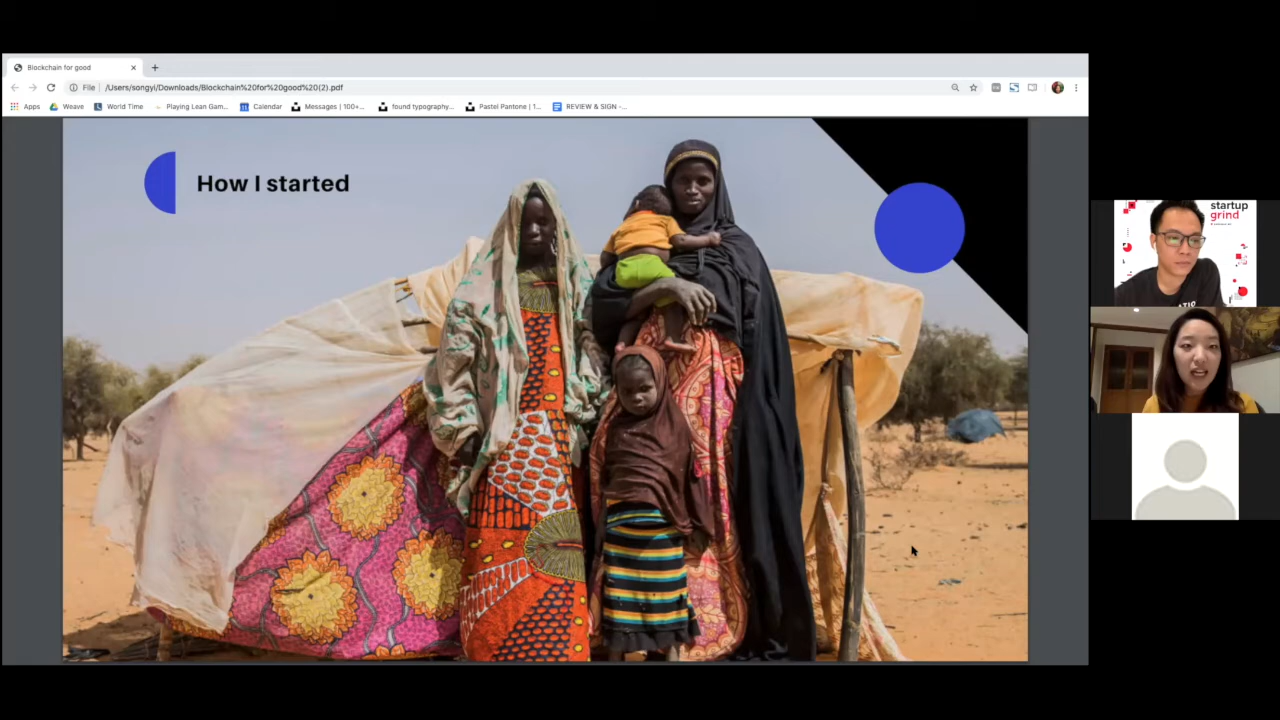 Blockchain for good
File
/Users/songyi/Downloads/Blockchain%20for%20good%20(2).pdf
Apps
Weave
World Time
Playing Lean Gam...
Calendar
Messages | 100+...
found typography...
Pastel Pantone | 1...
REVIEW & SIGN -...
How I started
startup
grind